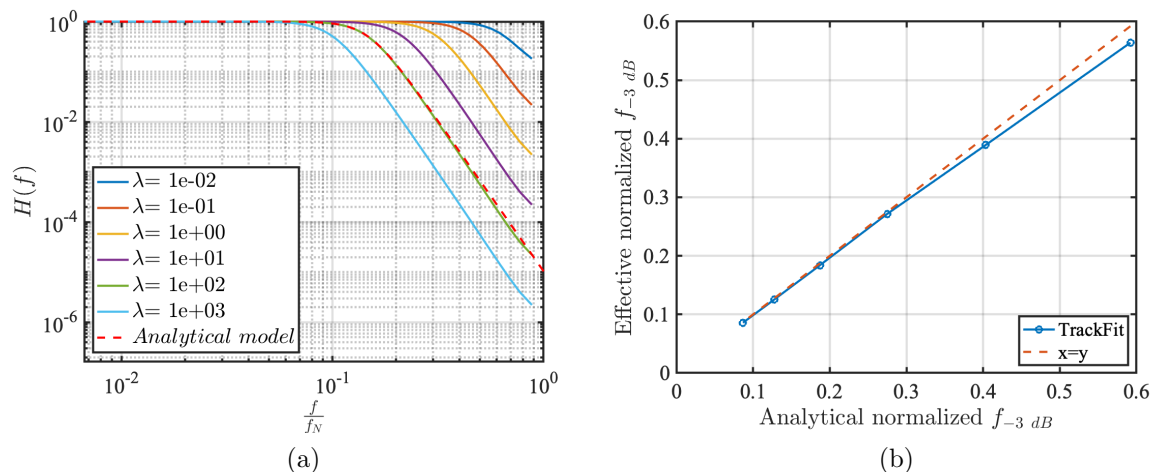 10^0
10^-2
10^-4
10^-6
H(f)
λ= 1e-02
λ= 1e-01
λ= 1e+00
λ= 1e+01
λ= 1e+02
λ= 1e+03
Analytical model
10^-2 10^-1 10^0
f/f_N
(a)
0.6
0.5
0.4
0.3
0.2
0.1
0
Effective normalized f_-3 dB
TrackFit
x=y
0 0.1 0.2 0.3 0.4 0.5 0.6
Analytical normalized f_-3 dB
(b)